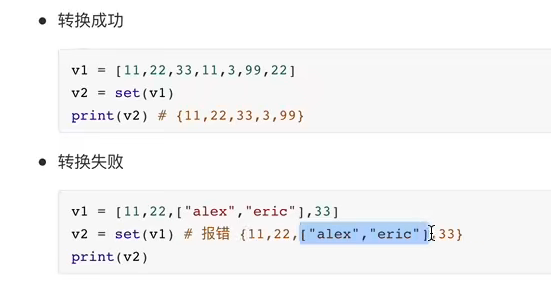 转换成功
v1 = [11,22,33,11,3,99,22]
v2 = set(v1)
print(v2) # {11,22,33,3,99}
转换失败
v1 = [11,22,["alex","eric"],33]
v2 = set(v1) # 报错 {11,22,["alex","eric"],33}
print(v2)